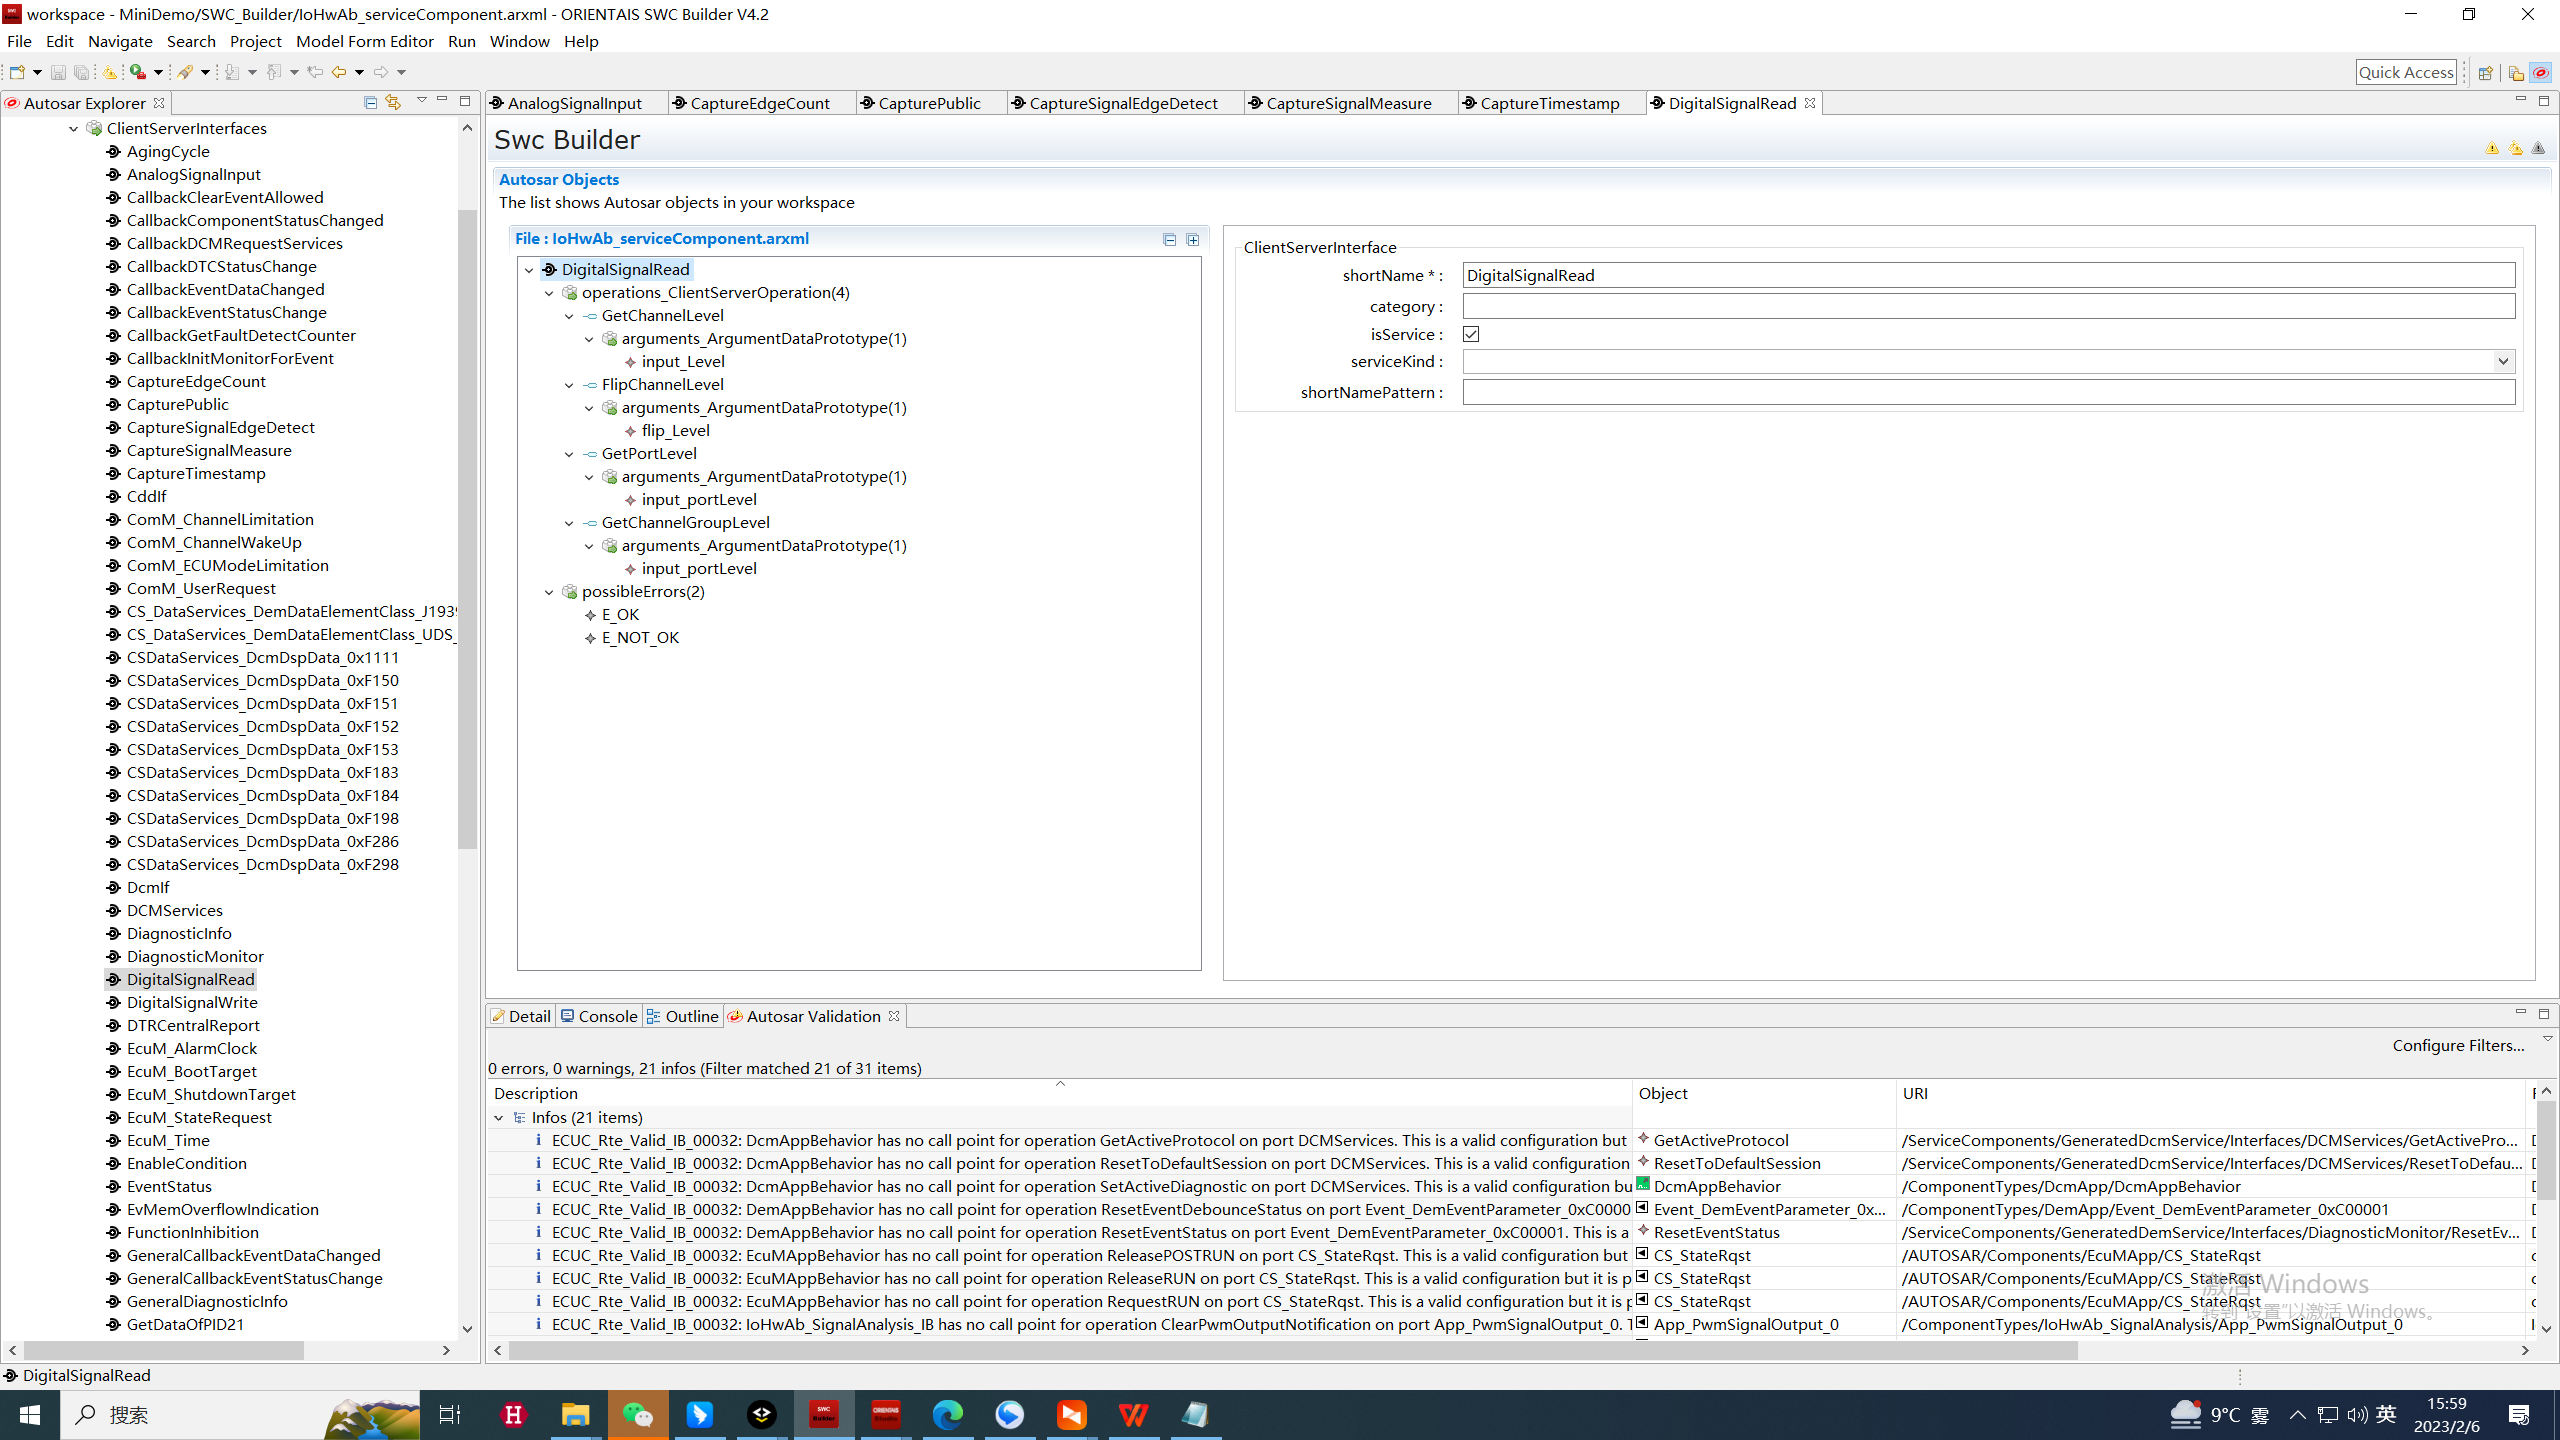 workspace - MiniDemo/SWC_Builder/IoHwAb_serviceComponent.arxml - ORIENTAIS SWC Builder V4.2
File Edit Navigate Search Project Model Form Editor Run Window Help
Quick Access
Autosar Explorer
ClientServerInterfaces
AgingCycle
AnalogSignalInput
CallbackClearEventAllowed
CallbackComponentStatusChanged
CallbackDCMRequestServices
CallbackDTCStatusChange
CallbackEventDataChanged
CallbackEventStatusChange
CallbackGetFaultDetectCounter
CallbackInitMonitorForEvent
CaptureEdgeCount
CapturePublic
CaptureSignalEdgeDetect
CaptureSignalMeasure
CaptureTimestamp
CddIf
ComM_ChannelLimitation
ComM_ChannelWakeUp
ComM_ECUModeLimitation
ComM_UserRequest
CS_DataServices_DemDataElementClass_J193
CS_DataServices_DemDataElementClass_UDS_
CSDataServices_DcmDspData_0x1111
CSDataServices_DcmDspData_0xF150
CSDataServices_DcmDspData_0xF151
CSDataServices_DcmDspData_0xF152
CSDataServices_DcmDspData_0xF153
CSDataServices_DcmDspData_0xF183
CSDataServices_DcmDspData_0xF184
CSDataServices_DcmDspData_0xF198
CSDataServices_DcmDspData_0xF286
CSDataServices_DcmDspData_0xF298
DcmIf
DCMServices
DiagnosticInfo
DiagnosticMonitor
DigitalSignalRead
DigitalSignalWrite
DTRCentralReport
EcuM_AlarmClock
EcuM_BootTarget
EcuM_ShutdownTarget
EcuM_StateRequest
EcuM_Time
EnableCondition
EventStatus
EvMemOverflowIndication
FunctionInhibition
GeneralCallbackEventDataChanged
GeneralCallbackEventStatusChange
GeneralDiagnosticInfo
GetDataOfPID21
AnalogSignalInput CaptureEdgeCount CapturePublic CaptureSignalEdgeDetect CaptureSignalMeasure CaptureTimestamp DigitalSignalRead
Swc Builder
Autosar Objects
The list shows Autosar objects in your workspace
File : IoHwAb_serviceComponent.arxml
DigitalSignalRead
operations_ClientServerOperation(4)
GetChannelLevel
arguments_ArgumentDataPrototype(1)
input_Level
FlipChannelLevel
arguments_ArgumentDataPrototype(1)
flip_Level
GetPortLevel
arguments_ArgumentDataPrototype(1)
input_portLevel
GetChannelGroupLevel
arguments_ArgumentDataPrototype(1)
input_portLevel
possibleErrors(2)
E_OK
E_NOT_OK
ClientServerInterface
shortName * : DigitalSignalRead
category :
isService :
serviceKind :
shortNamePattern :
Detail Console Outline Autosar Validation
Configure Filters...
0 errors, 0 warnings, 21 infos (Filter matched 21 of 31 items)
Description Object URI
Infos (21 items)
ECUC_Rte_Valid_IB_00032: DcmAppBehavior has no call point for operation GetActiveProtocol on port DCMServices. This is a valid configuration but GetActiveProtocol /ServiceComponents/GeneratedDcmService/Interfaces/DCMServices/GetActivePro...
ECUC_Rte_Valid_IB_00032: DcmAppBehavior has no call point for operation ResetToDefaultSession on port DCMServices. This is a valid configuration ResetToDefaultSession /ServiceComponents/GeneratedDcmService/Interfaces/DCMServices/ResetToDefau...
ECUC_Rte_Valid_IB_00032: DcmAppBehavior has no call point for operation SetActiveDiagnostic on port DCMServices. This is a valid configuration bu DcmAppBehavior /ComponentTypes/DcmApp/DcmAppBehavior
ECUC_Rte_Valid_IB_00032: DemAppBehavior has no call point for operation ResetEventDebounceStatus on port Event_DemEventParameter_0xC0000 Event_DemEventParameter_0x... /ComponentTypes/DemApp/Event_DemEventParameter_0xC00001
ECUC_Rte_Valid_IB_00032: DemAppBehavior has no call point for operation ResetEventStatus on port Event_DemEventParameter_0xC00001. This is a ResetEventStatus /ServiceComponents/GeneratedDemService/Interfaces/DiagnosticMonitor/ResetEv...
ECUC_Rte_Valid_IB_00032: EcuMAppBehavior has no call point for operation ReleasePOSTRUN on port CS_StateRqst. This is a valid configuration but CS_StateRqst /AUTOSAR/Components/EcuMApp/CS_StateRqst
ECUC_Rte_Valid_IB_00032: EcuMAppBehavior has no call point for operation ReleaseRUN on port CS_StateRqst. This is a valid configuration but it is p CS_StateRqst /AUTOSAR/Components/EcuMApp/CS_StateRqst
ECUC_Rte_Valid_IB_00032: EcuMAppBehavior has no call point for operation RequestRUN on port CS_StateRqst. This is a valid configuration but it is p CS_StateRqst /AUTOSAR/Components/EcuMApp/CS_StateRqst
ECUC_Rte_Valid_IB_00032: IoHwAb_SignalAnalysis_IB has no call point for operation ClearPwmOutputNotification on port App_PwmSignalOutput_0. T App_PwmSignalOutput_0 /ComponentTypes/IoHwAb_SignalAnalysis/App_PwmSignalOutput_0
激活 Windows
转到"设置"以激活 Windows。
DigitalSignalRead
搜索
9°C 雾
英
15:59
2023/2/6